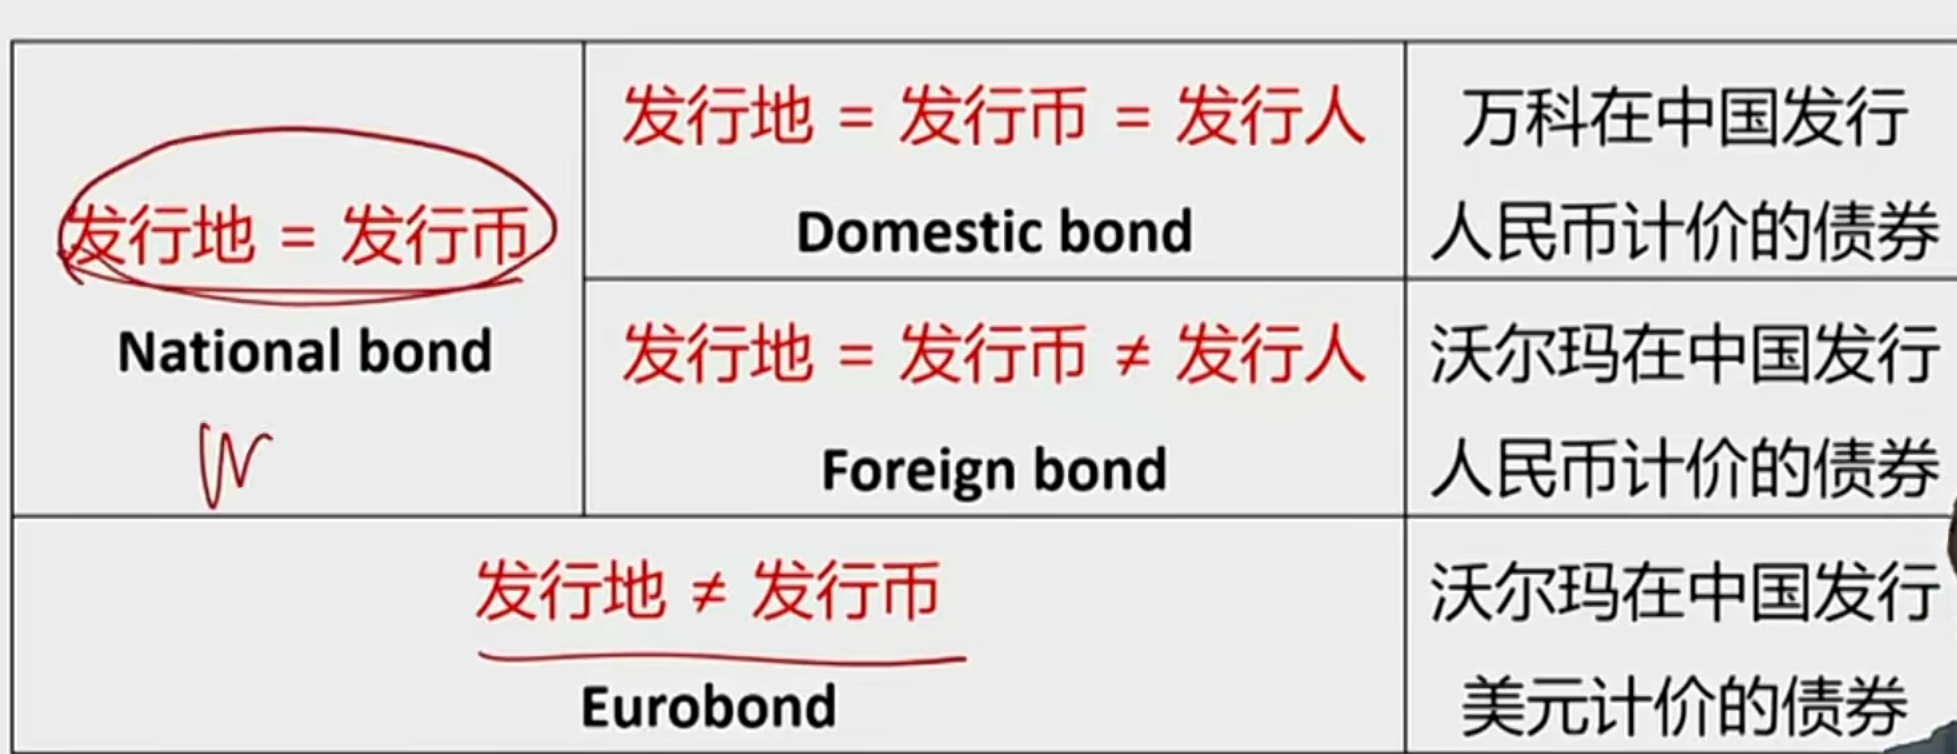 发行地 = 发行币
National bond
发行地 = 发行币 = 发行人
Domestic bond
万科在中国发行
人民币计价的债券
发行地 = 发行币 ≠ 发行人
Foreign bond
沃尔玛在中国发行
人民币计价的债券
发行地 ≠ 发行币
Eurobond
沃尔玛在中国发行
美元计价的债券